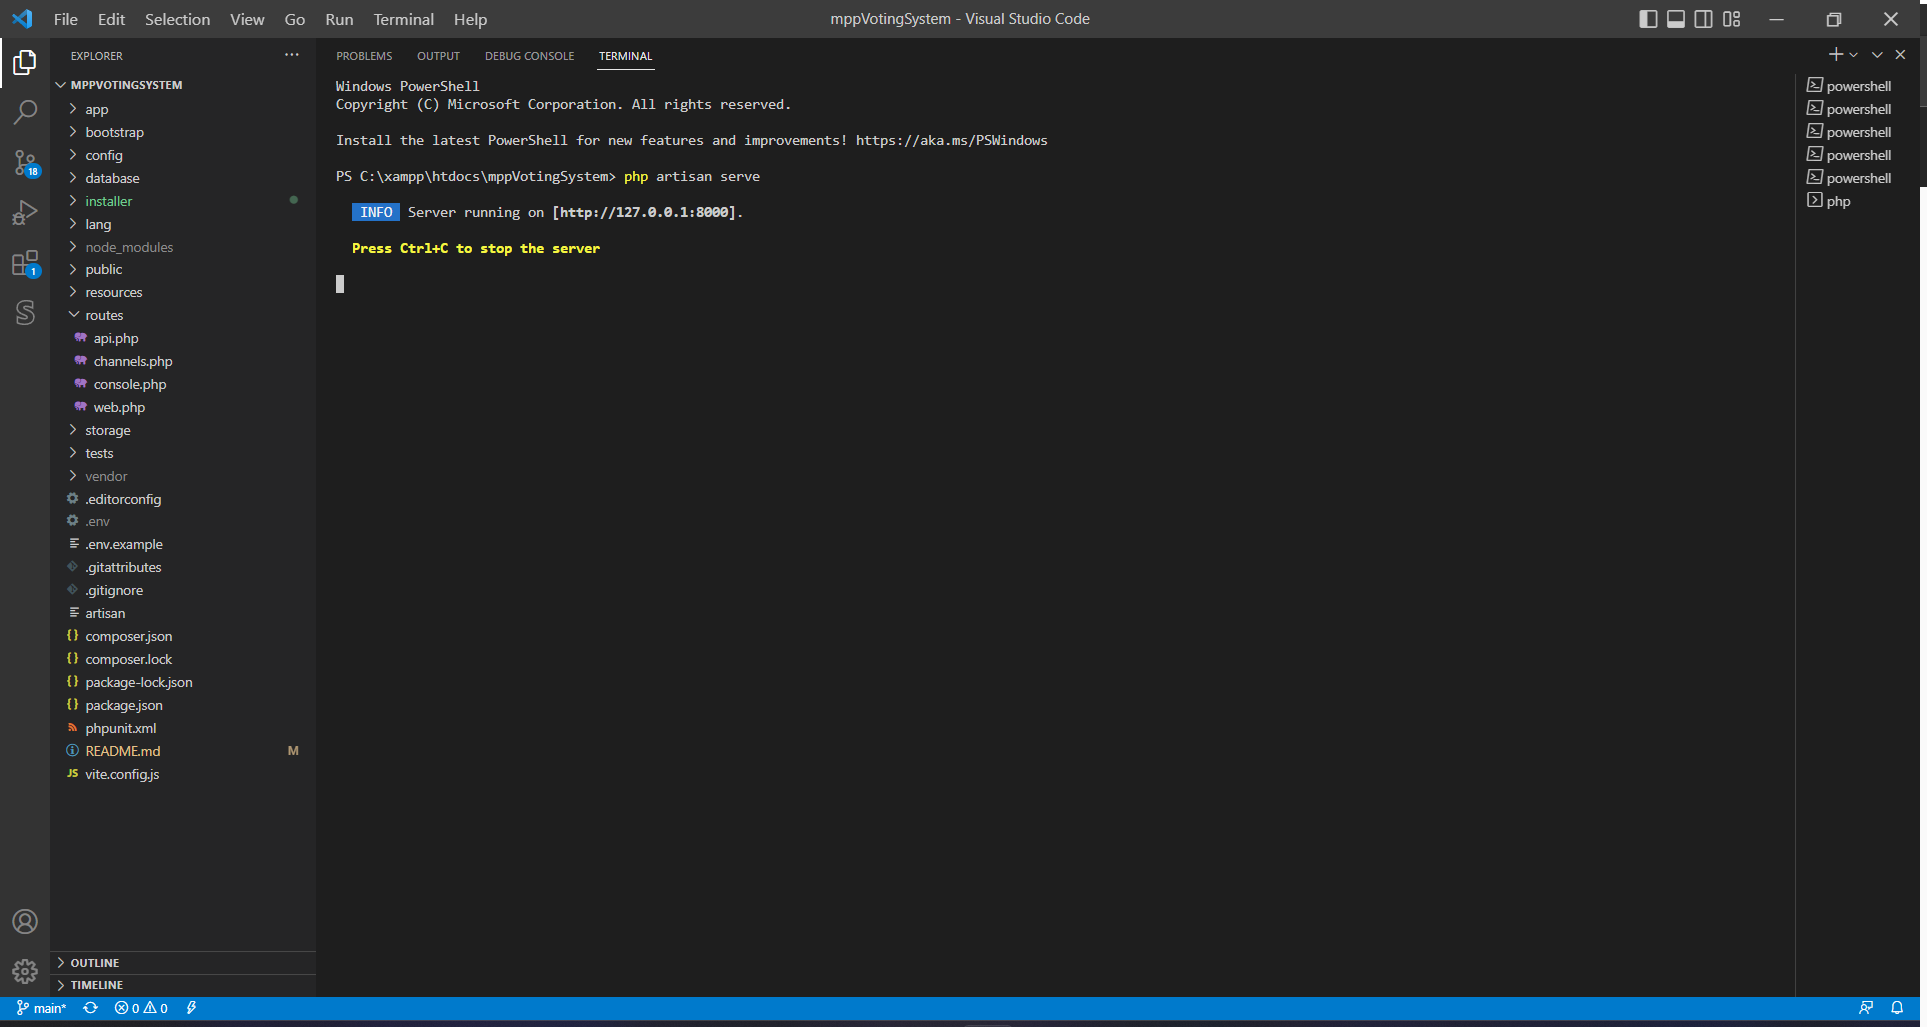 File Edit Selection View Go Run Terminal Help
mppVotingSystem - Visual Studio Code
EXPLORER
MPPVOTINGSYSTEM
app
bootstrap
config
database
installer
lang
node_modules
public
resources
routes
api.php
channels.php
console.php
web.php
storage
tests
vendor
.editorconfig
.env
.env.example
.gitattributes
.gitignore
artisan
composer.json
composer.lock
package-lock.json
package.json
phpunit.xml
README.md M
JS vite.config.js
OUTLINE
TIMELINE
18
1
PROBLEMS OUTPUT DEBUG CONSOLE TERMINAL
Windows PowerShell
Copyright (C) Microsoft Corporation. All rights reserved.
Install the latest PowerShell for new features and improvements! https://aka.ms/PSWindows
PS C:\xampp\htdocs\mppVotingSystem> php artisan serve
INFO Server running on [http://127.0.0.1:8000].
Press Ctrl+C to stop the server
powershell
powershell
powershell
powershell
powershell
php
main* 0 0